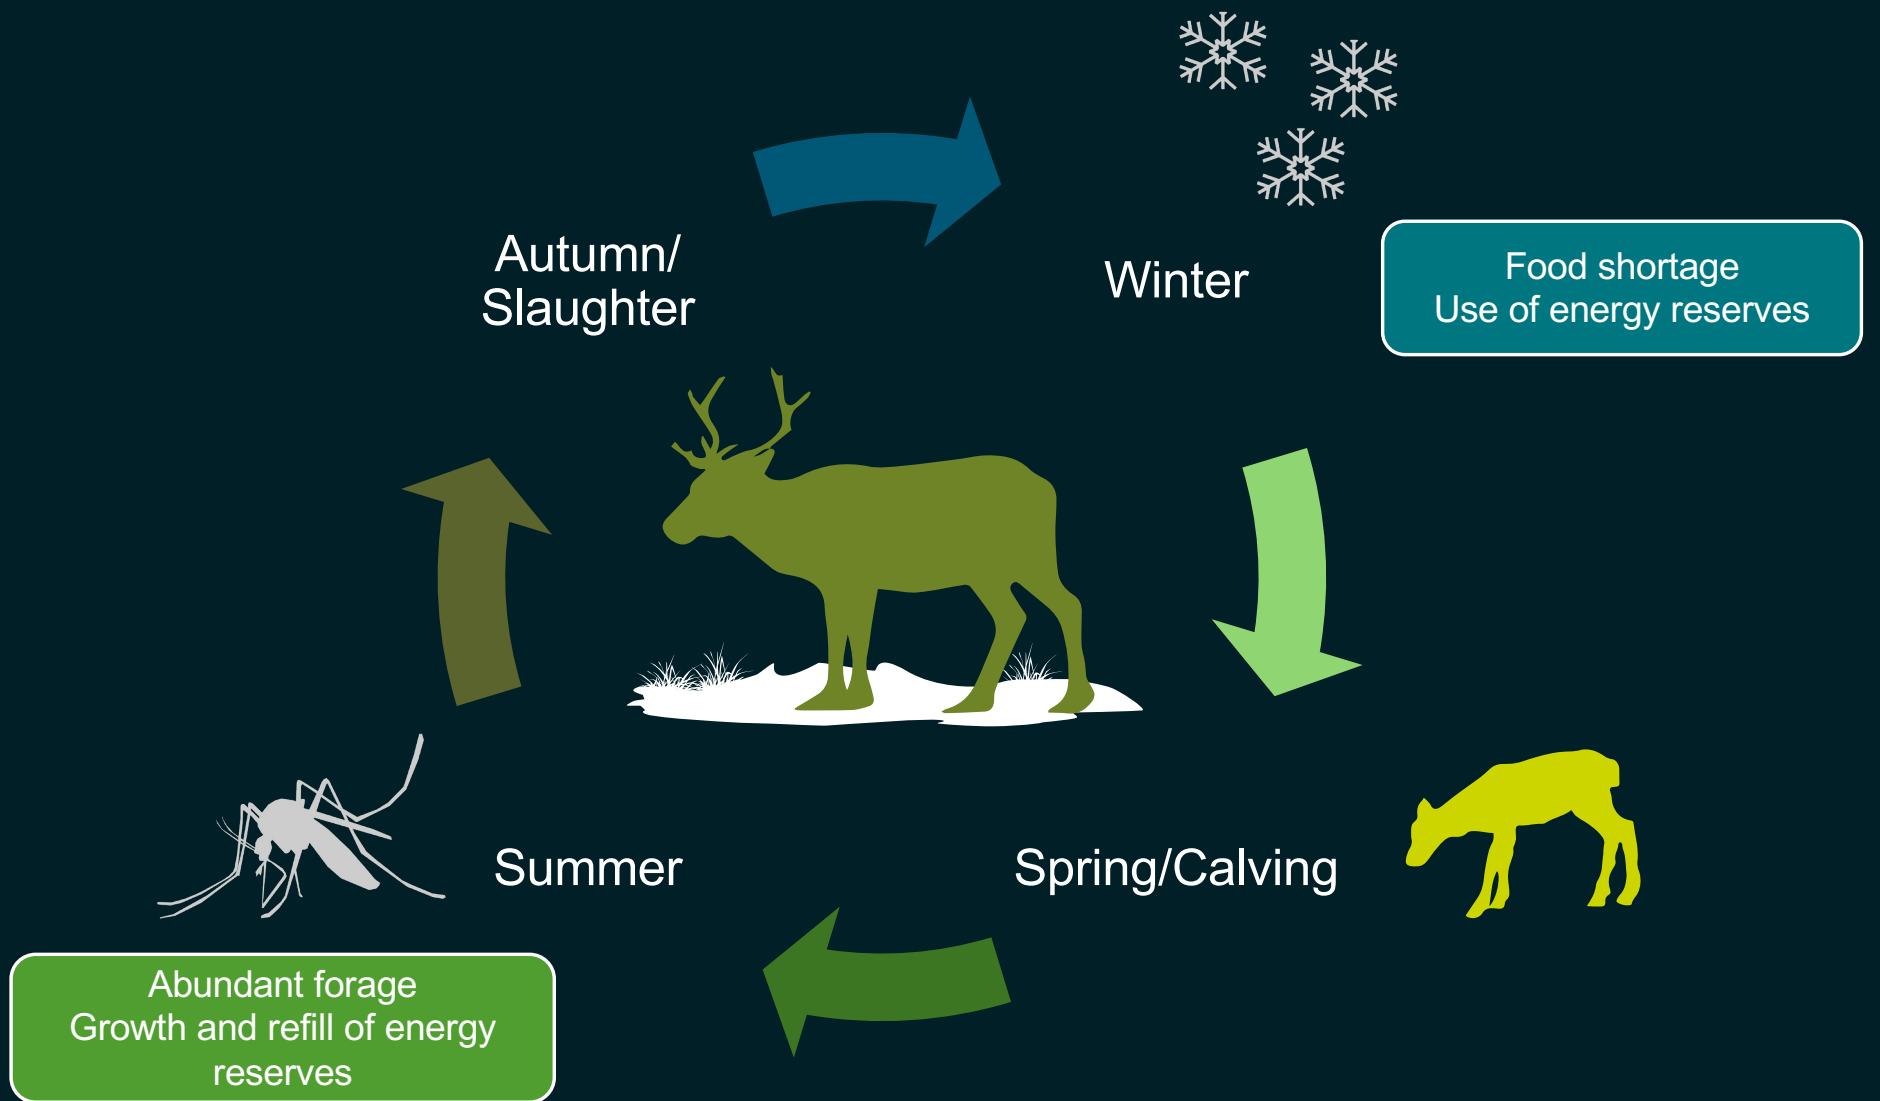 Autumn/
Slaughter
Winter
Food shortage
Use of energy reserves
Summer
Spring/Calving
Abundant forage
Growth and refill of energy
reserves